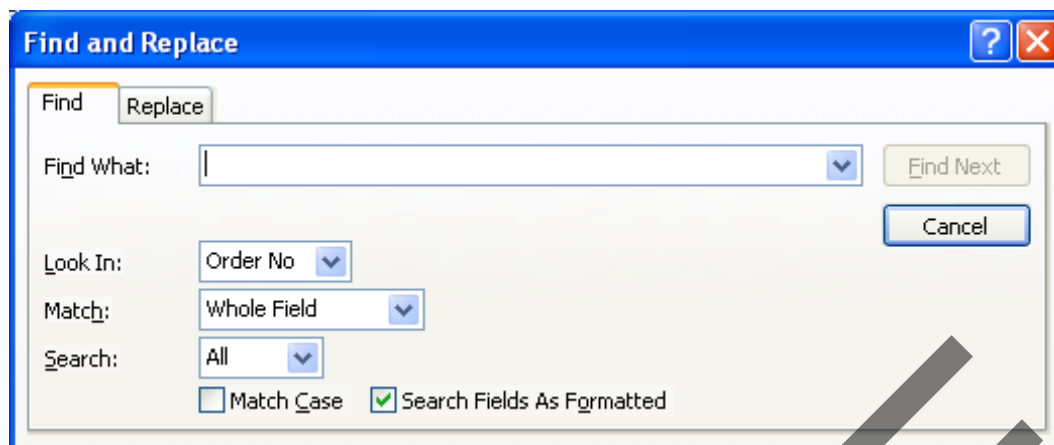 Find and Replace
Find Replace
Find What: Find Next
Cancel
Look In: Order No
Match: Whole Field
Search: All
Match Case Search Fields As Formatted